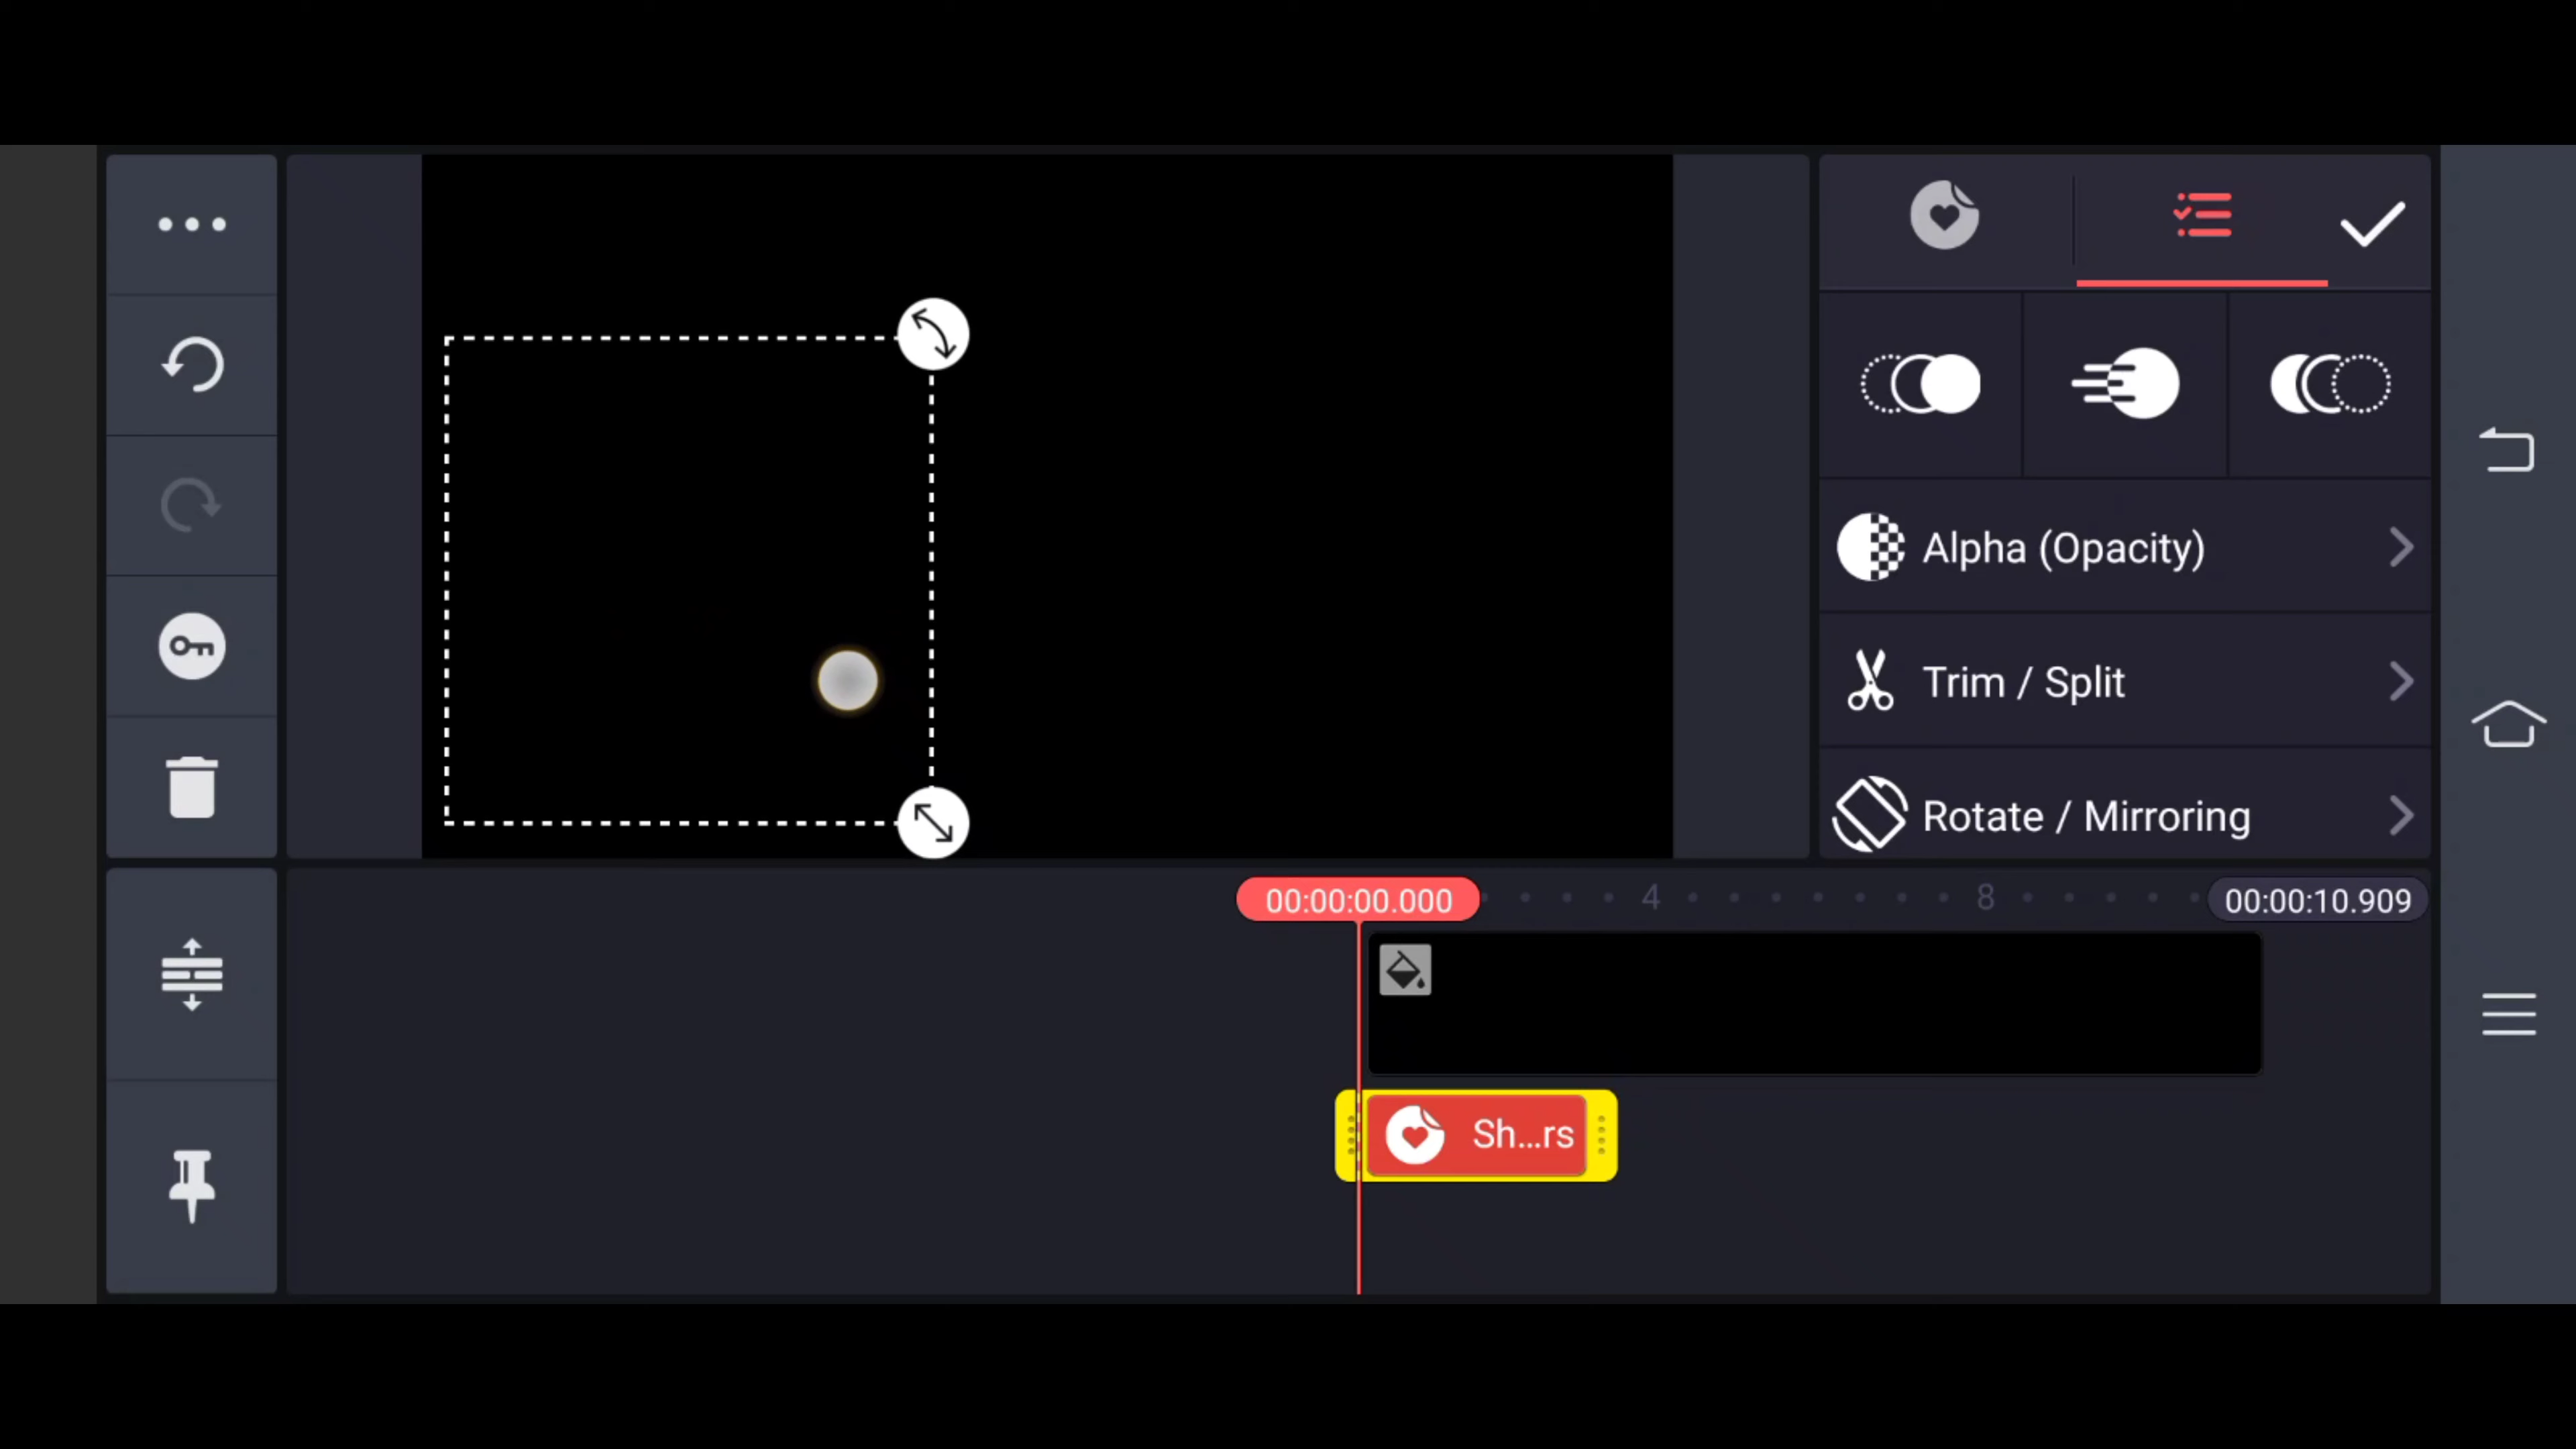 Alpha (Opacity)
Trim / Split
Rotate / Mirroring
00:00:00.000
4
8
00:00:10.909
Sh...rs